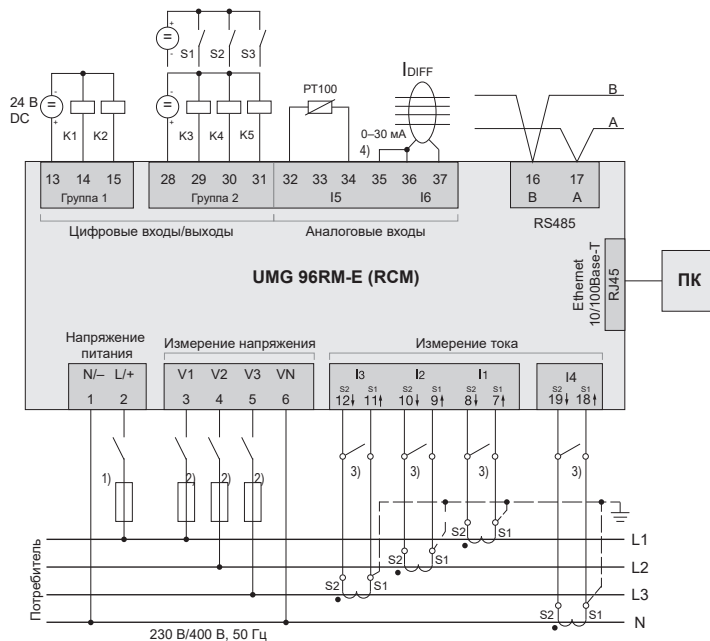 S1 S2 S3
24 В
DC
K1 K2
K3 K4 K5
PT100
IDIFF
0–30 мА
4)
B
A
13 14 15
Группа 1
28 29 30 31
Группа 2
32 33 34 35 36 37
I5 I6
16 17
B A
RS485
Цифровые входы/выходы
Аналоговые входы
UMG 96RM-E (RCM)
Ethernet
10/100Base-T
RJ45
ПК
Напряжение
питания
Измерение напряжения
Измерение тока
N/– L/+
1 2
V1 V2 V3 VN
3 4 5 6
I3 I2 I1
S2 S1 S2 S1 S2 S1
12 11 10 9 8 7
I4
S2 S1
19 18
1) 2) 2) 2)
3) 3) 3) 3)
S2 S1
S2 S1
S2 S1
S2 S1
Потребитель
L1
L2
L3
N
230 В/400 В, 50 Гц